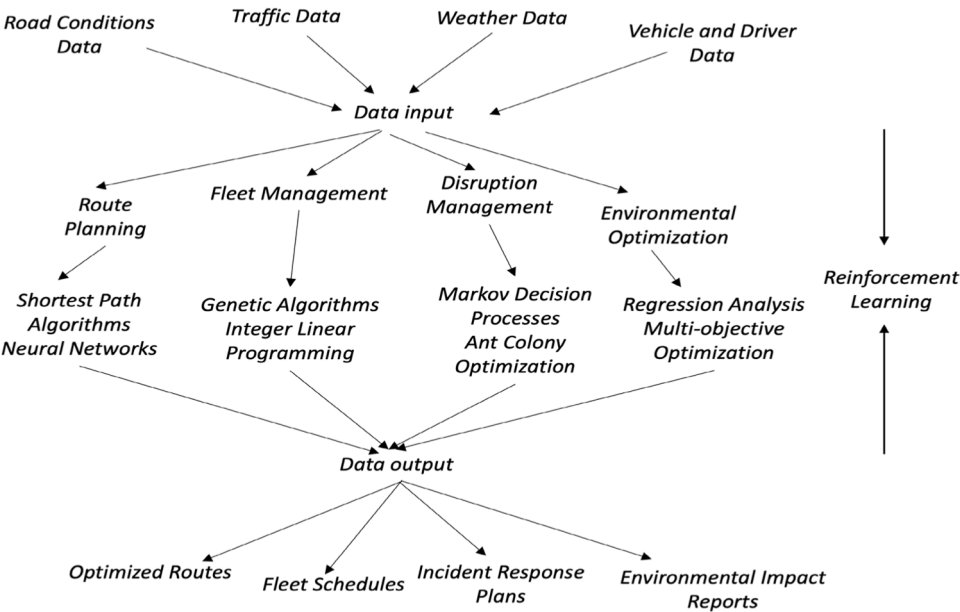 Road Conditions
Data
Traffic Data
Weather Data
Vehicle and Driver
Data
Data input
Route
Planning
Fleet Management
Disruption
Management
Environmental
Optimization
Shortest Path
Algorithms
Neural Networks
Genetic Algorithms
Integer Linear
Programming
Markov Decision
Processes
Ant Colony
Optimization
Regression Analysis
Multi-objective
Optimization
Reinforcement
Learning
Data output
Optimized Routes
Fleet Schedules
Incident Response
Plans
Environmental Impact
Reports